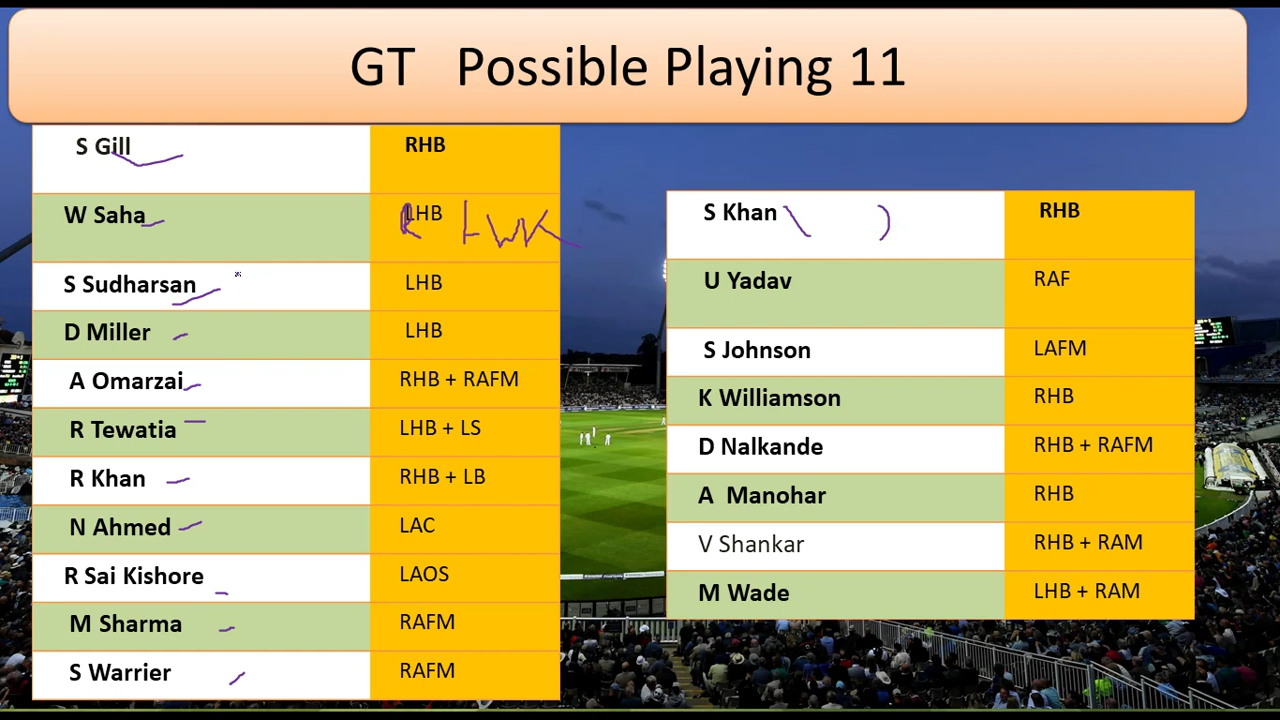 GT Possible Playing 11
S Gill RHB
W Saha LHB R + WK
S Sudharsan LHB
D Miller LHB
A Omarzai RHB + RAFM
R Tewatia LHB + LS
R Khan RHB + LB
N Ahmed LAC
R Sai Kishore LAOS
M Sharma RAFM
S Warrier RAFM
S Khan RHB
U Yadav RAF
S Johnson LAFM
K Williamson RHB
D Nalkande RHB + RAFM
A Manohar RHB
V Shankar RHB + RAM
M Wade LHB + RAM